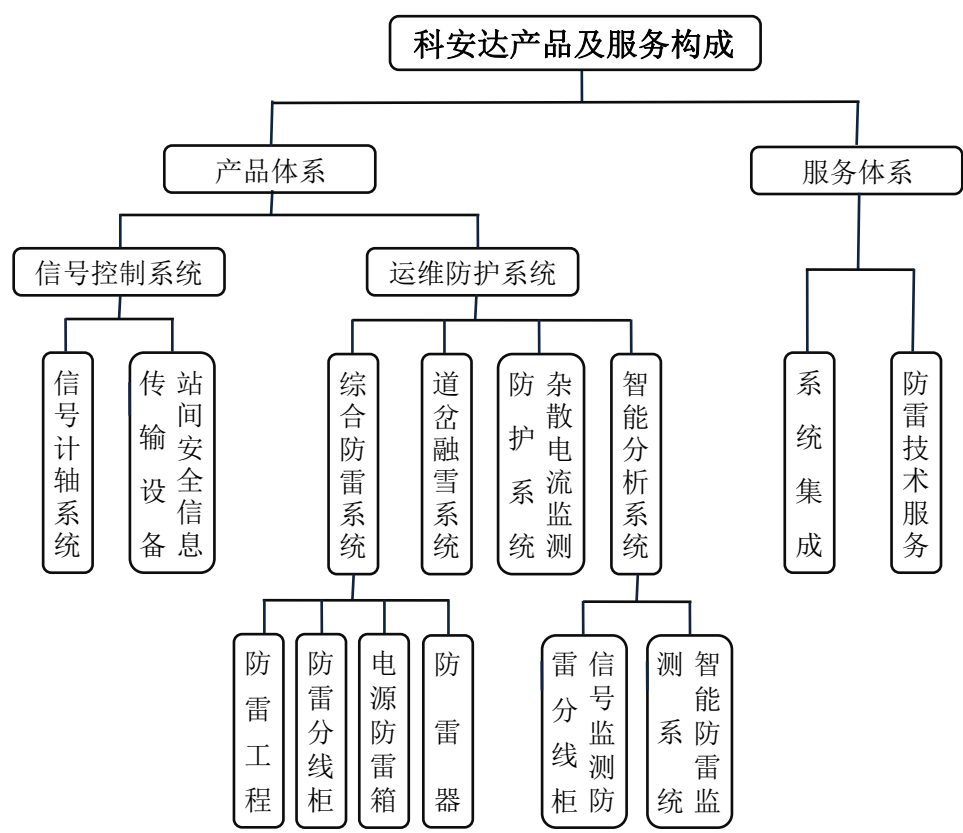 科安达产品及服务构成
产品体系
服务体系
信号控制系统
运维防护系统
信号计轴系统
站间安全信息
传输设备
综合防雷系统
道岔融雪系统
杂散电流监测
防护系统
智能分析系统
系统集成
防雷技术服务
防雷工程
防雷分线柜
电源防雷箱
防雷器
信号监测防
雷分线柜
智能防雷监
测系统